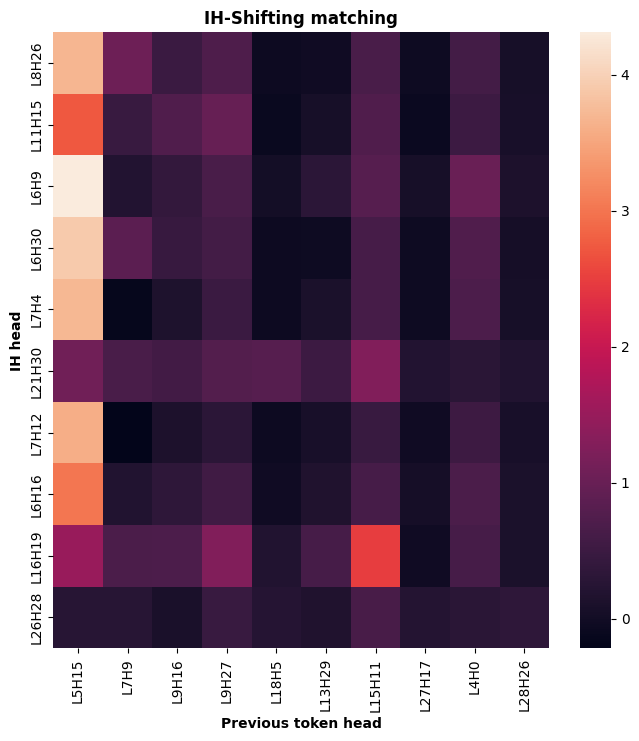 IH-Shifting matching
IH head
L8H26
L11H15
L6H9
L6H30
L7H4
L21H30
L7H12
L6H16
L16H19
L26H28
L5H15
L7H9
L9H16
L9H27
L18H5
L13H29
L15H11
L27H17
L4H0
L28H26
Previous token head
4
3
2
1
0